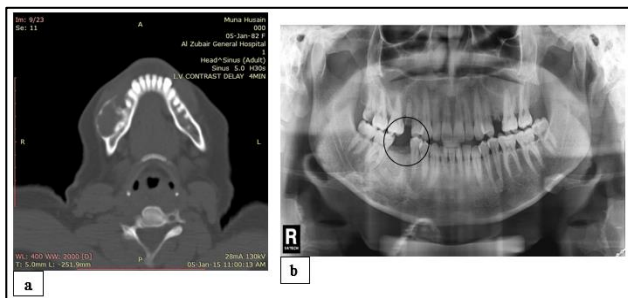 Im: 9/23
Se: 11
A
Muna Husain
000
05-Jan-82 F
Al Zubair General Hospital
1
Head^Sinus (Adult)
Sinus 5.0 H30s
I.V CONTRAST DELAY 4MIN
R
L
WL: 400 WW: 2000 [D]
T: 5.0mm L: -251.9mm
P
28mA 130kV
05-Jan-15 11:00:13 AM
a
R
b